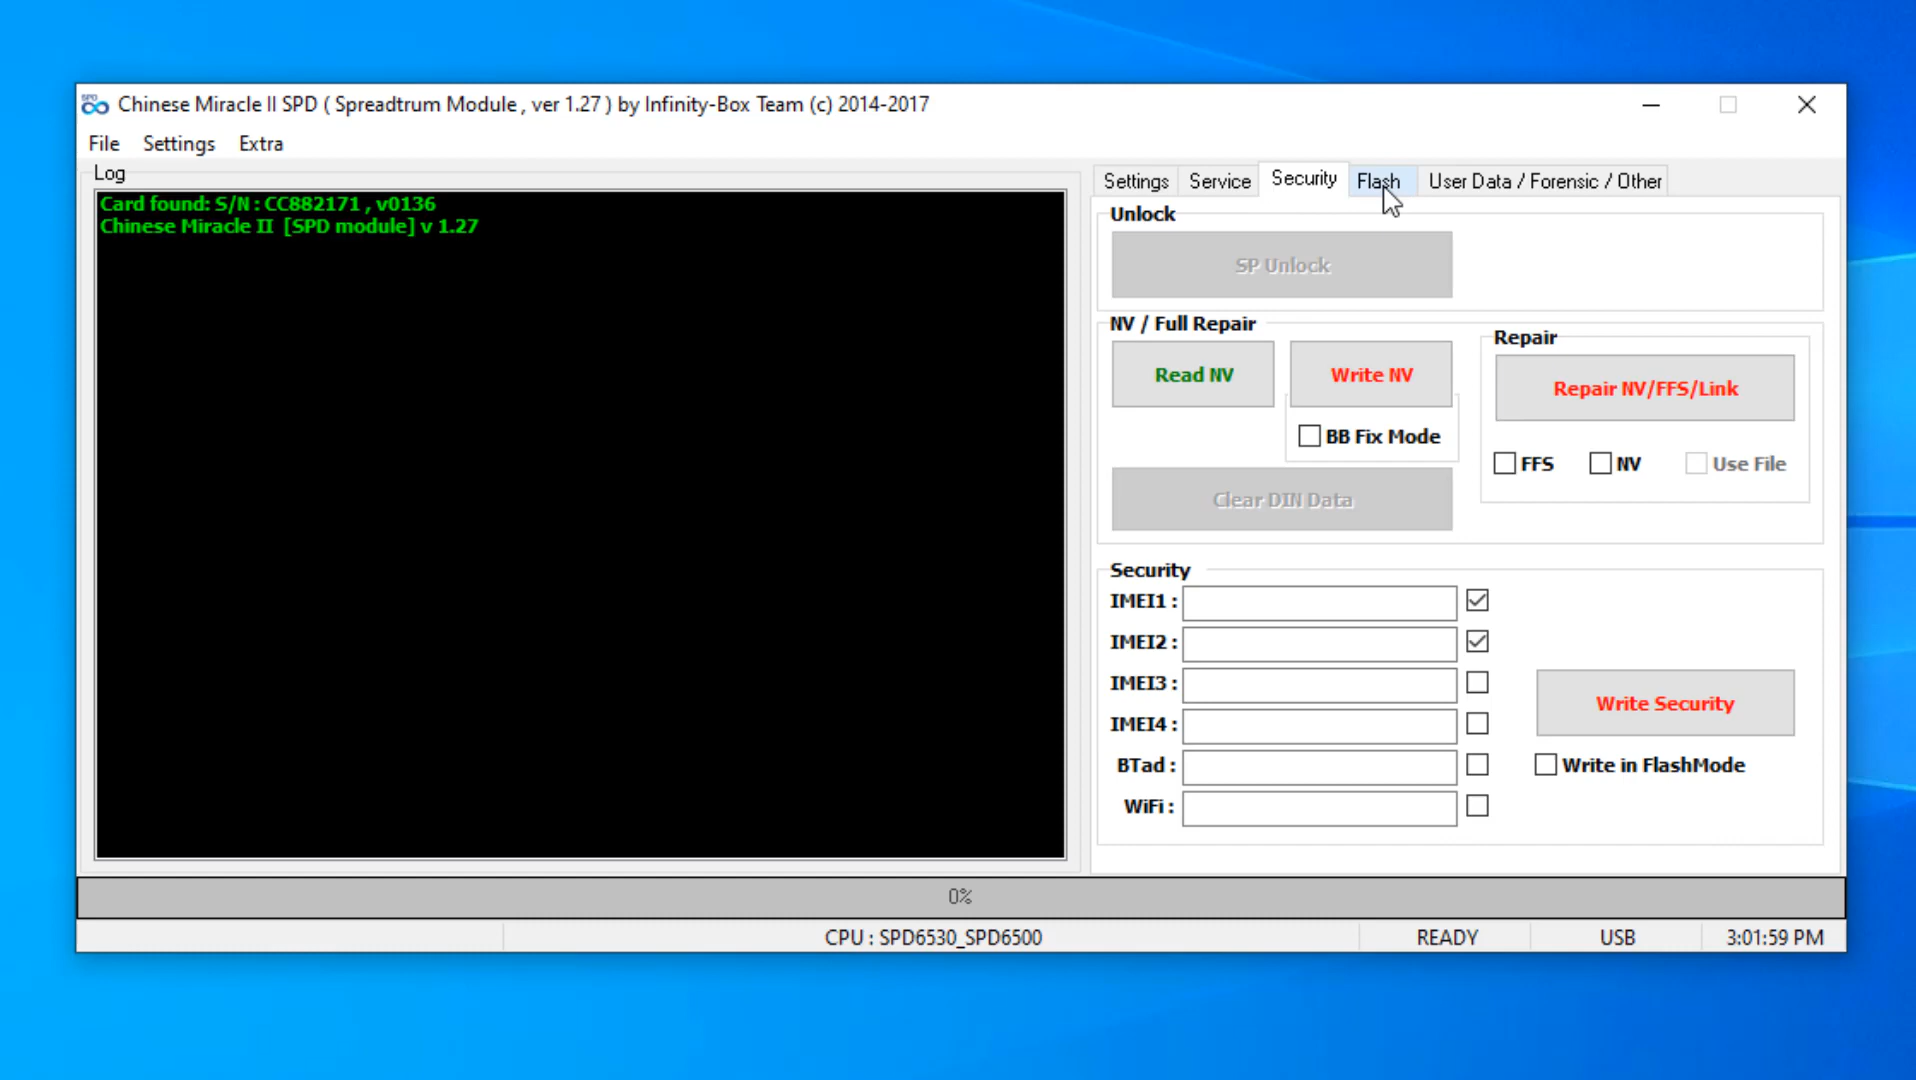 Chinese Miracle II SPD ( Spreadtrum Module , ver 1.27 ) by Infinity-Box Team (c) 2014-2017
File Settings Extra
Log
Card found: S/N : CC882171 , v0136
Chinese Miracle II [SPD module] v 1.27
Settings Service Security Flash User Data / Forensic / Other
Unlock
SP Unlock
NV / Full Repair
Read NV
Write NV
BB Fix Mode
Clear DIN Data
Repair
Repair NV/FFS/Link
FFS NV Use File
Security
IMEI1 :
IMEI2 :
IMEI3 :
IMEI4 :
BTad :
WiFi :
Write Security
Write in FlashMode
0%
CPU : SPD6530_SPD6500 READY USB 3:01:59 PM